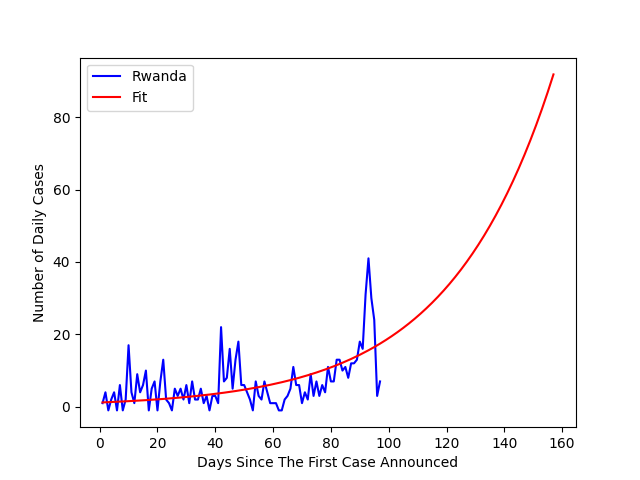 Rwanda
Fit
80
60
40
20
0
Number of Daily Cases
0 20 40 60 80 100 120 140 160
Days Since The First Case Announced